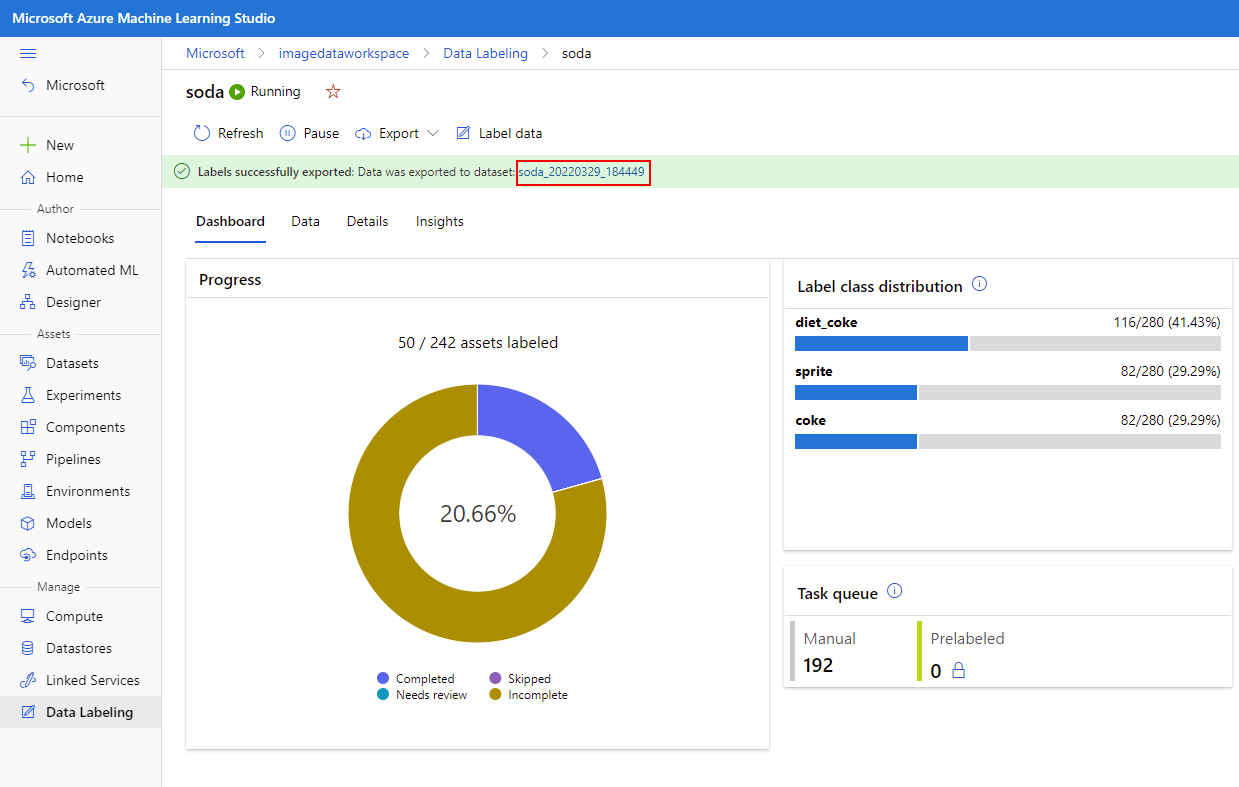 Microsoft Azure Machine Learning Studio
Microsoft > imagedataworkspace > Data Labeling > soda
Microsoft
New
Home
Author
Notebooks
Automated ML
Designer
Assets
Datasets
Experiments
Components
Pipelines
Environments
Models
Endpoints
Manage
Compute
Datastores
Linked Services
Data Labeling
soda Running
Refresh Pause Export Label data
Labels successfully exported: Data was exported to dataset: soda_20220329_184449
Dashboard Data Details Insights
Progress
50 / 242 assets labeled
20.66%
Completed Skipped
Needs review Incomplete
Label class distribution
diet_coke 116/280 (41.43%)
sprite 82/280 (29.29%)
coke 82/280 (29.29%)
Task queue
Manual Prelabeled
192 0